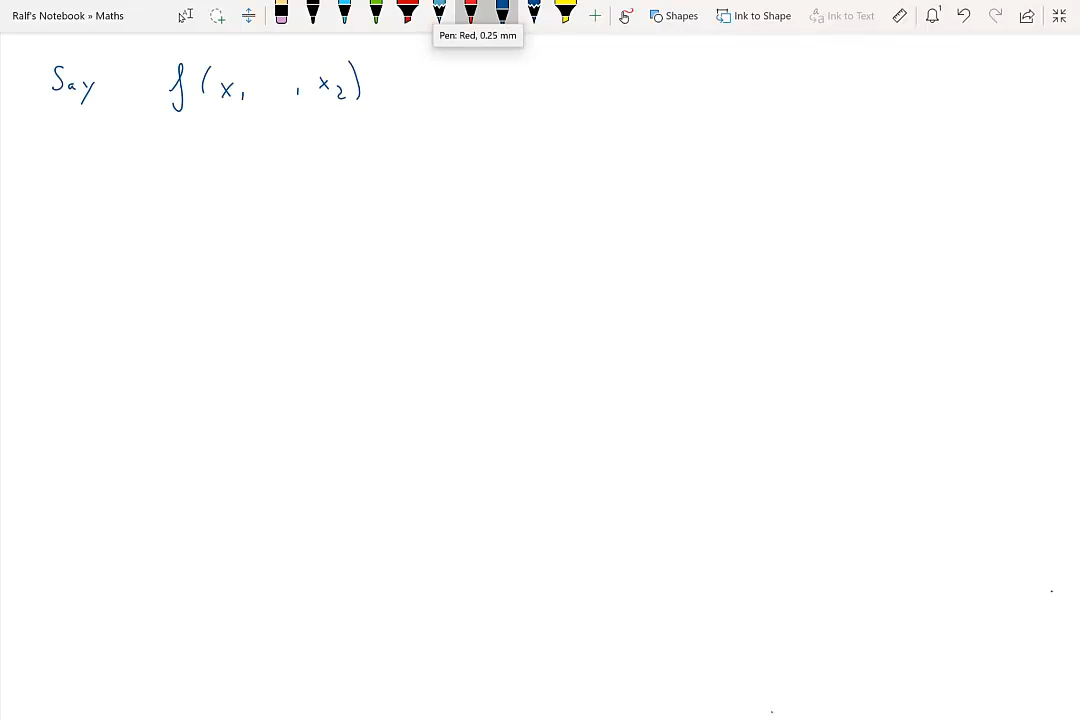 Ralf's Notebook » Maths Shapes Ink to Shape Ink to Text
Pen: Red, 0.25 mm
Say f(x₁ , x₂)